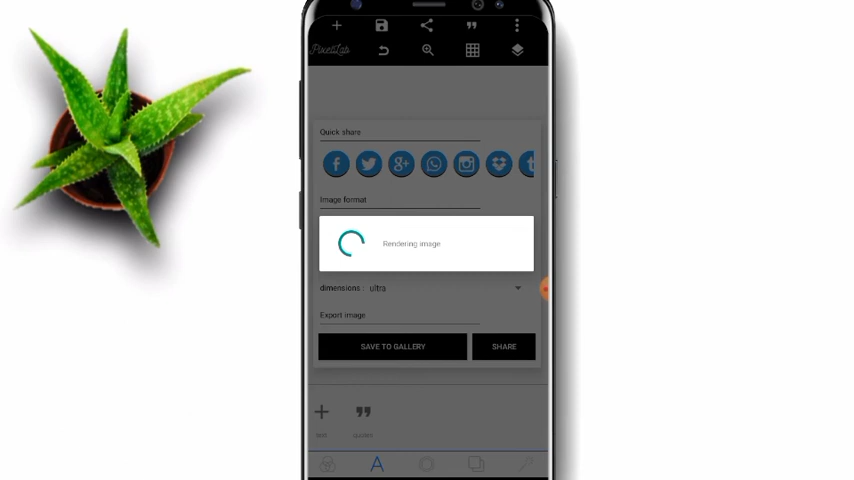 PixelLab
Quick share
Image format
Rendering image
dimensions : ultra
Export image
SAVE TO GALLERY
SHARE